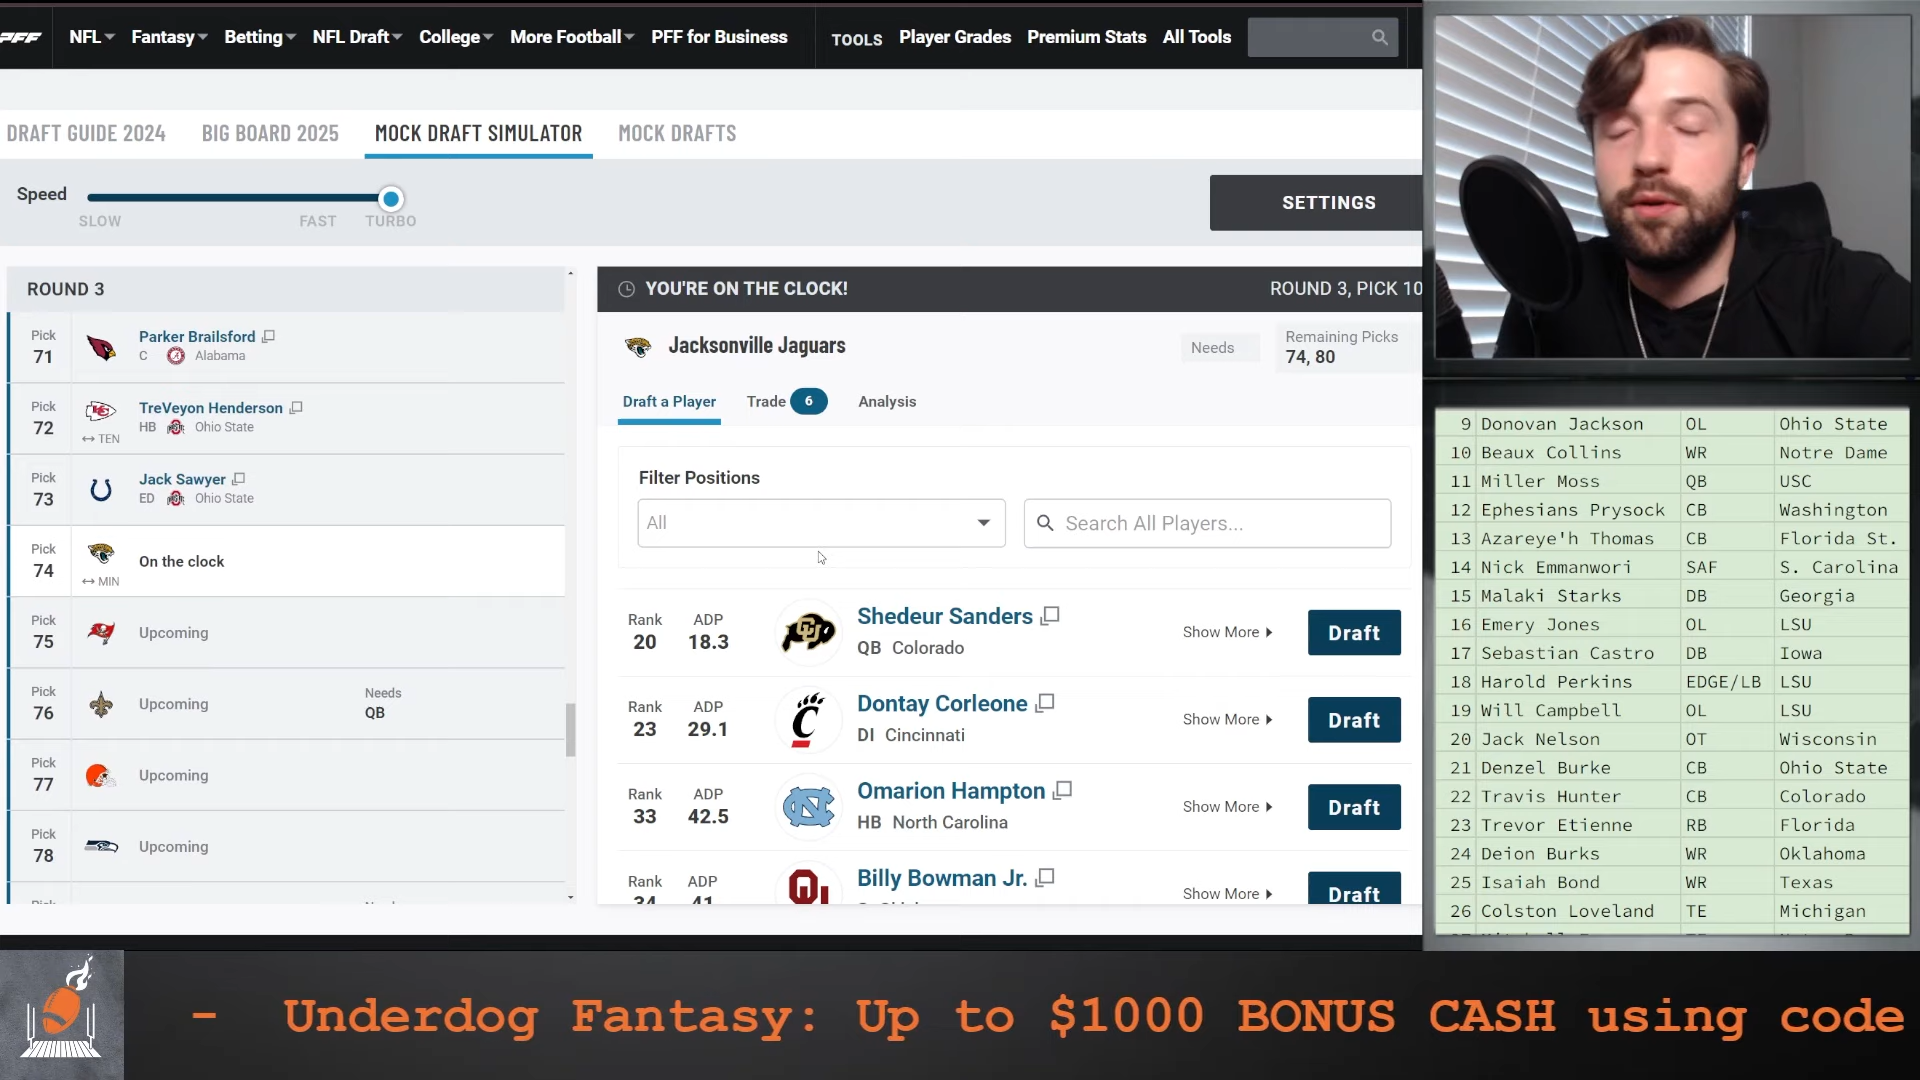 PFF NFL Fantasy Betting NFL Draft College More Football PFF for Business TOOLS Player Grades Premium Stats All Tools
DRAFT GUIDE 2024 BIG BOARD 2025 MOCK DRAFT SIMULATOR MOCK DRAFTS
Speed
SLOW FAST TURBO
SETTINGS
ROUND 3
Pick 71 Parker Brailsford
C Alabama
Pick 72 TreVeyon Henderson
↔ TEN HB Ohio State
Pick 73 Jack Sawyer
ED Ohio State
Pick 74 On the clock
↔ MIN
Pick 75 Upcoming
Pick 76 Upcoming Needs QB
Pick 77 Upcoming
Pick 78 Upcoming
YOU'RE ON THE CLOCK! ROUND 3, PICK 10
Jacksonville Jaguars Needs Remaining Picks
74, 80
Draft a Player Trade 6 Analysis
Filter Positions
All Search All Players...
Rank 20 ADP 18.3 Shedeur Sanders Show More Draft
QB Colorado
Rank 23 ADP 29.1 Dontay Corleone Show More Draft
DI Cincinnati
Rank 33 ADP 42.5 Omarion Hampton Show More Draft
HB North Carolina
Rank 34 ADP 41 Billy Bowman Jr. Show More Draft
9 Donovan Jackson OL Ohio State
10 Beaux Collins WR Notre Dame
11 Miller Moss QB USC
12 Ephesians Prysock CB Washington
13 Azareye'h Thomas CB Florida St.
14 Nick Emmanwori SAF S. Carolina
15 Malaki Starks DB Georgia
16 Emery Jones OL LSU
17 Sebastian Castro DB Iowa
18 Harold Perkins EDGE/LB LSU
19 Will Campbell OL LSU
20 Jack Nelson OT Wisconsin
21 Denzel Burke CB Ohio State
22 Travis Hunter CB Colorado
23 Trevor Etienne RB Florida
24 Deion Burks WR Oklahoma
25 Isaiah Bond WR Texas
26 Colston Loveland TE Michigan
- Underdog Fantasy: Up to $1000 BONUS CASH using code